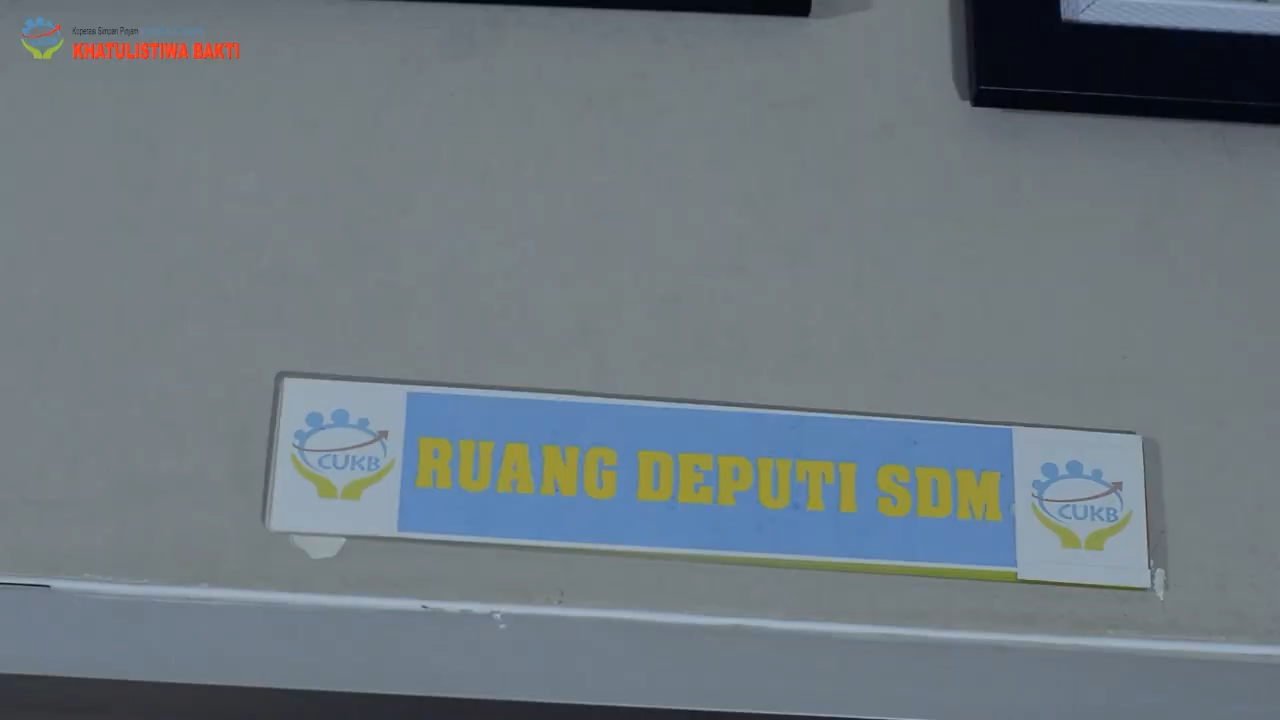 Koperasi Simpan Pinjam
KHATULISTIWA BAKTI
CUKB
RUANG DEPUTI SDM
CUKB